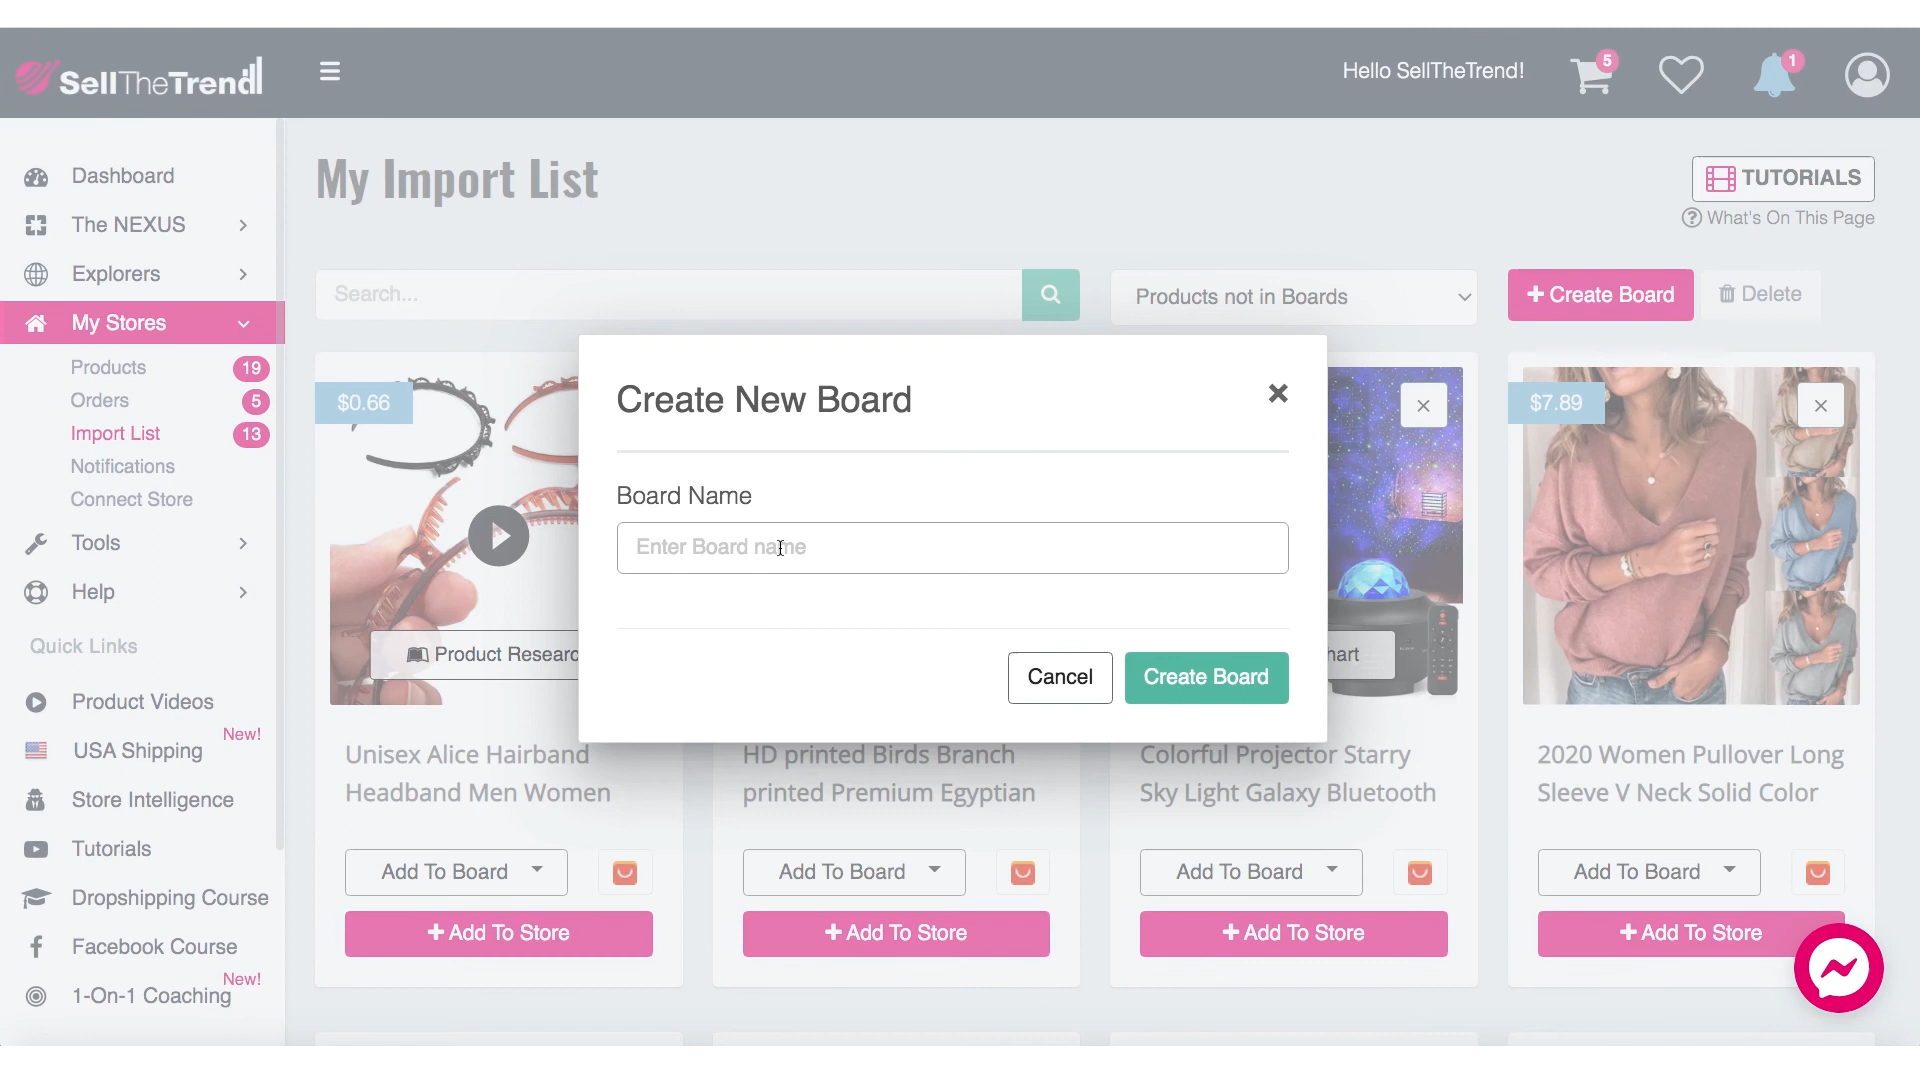 SellTheTrend
Hello SellTheTrend!
5
1
Dashboard
The NEXUS
Explorers
My Stores
Products 19
Orders 5
Import List 13
Notifications
Connect Store
Tools
Help
Quick Links
Product Videos
New!
USA Shipping
Store Intelligence
Tutorials
Dropshipping Course
Facebook Course
New!
1-On-1 Coaching
My Import List
TUTORIALS
What's On This Page
Search...
Products not in Boards
Create Board
Delete
Create New Board
Board Name
Enter Board name
Cancel
Create Board
$0.66
Product Researc
hart
$7.89
Unisex Alice Hairband
Headband Men Women
Add To Board
Add To Store
HD printed Birds Branch
printed Premium Egyptian
Add To Board
Add To Store
Colorful Projector Starry
Sky Light Galaxy Bluetooth
Add To Board
Add To Store
2020 Women Pullover Long
Sleeve V Neck Solid Color
Add To Board
Add To Store